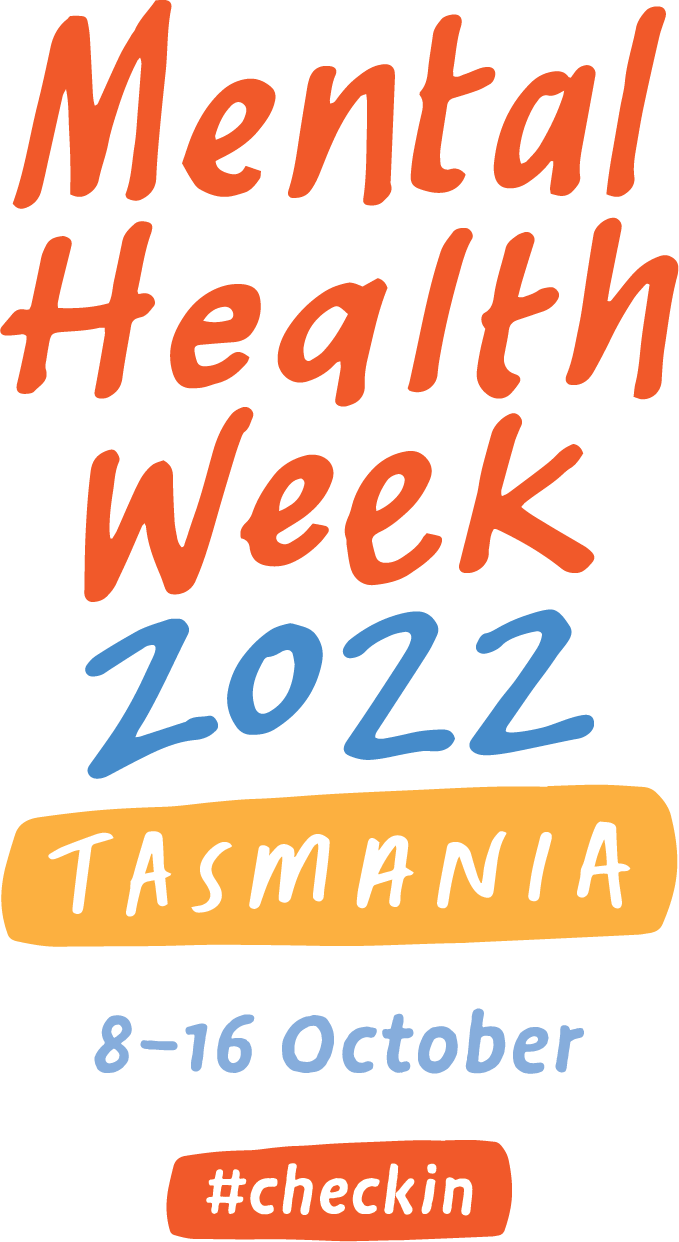 Mental
Health
Week
2022
TASMANIA
8–16 October
#checkin